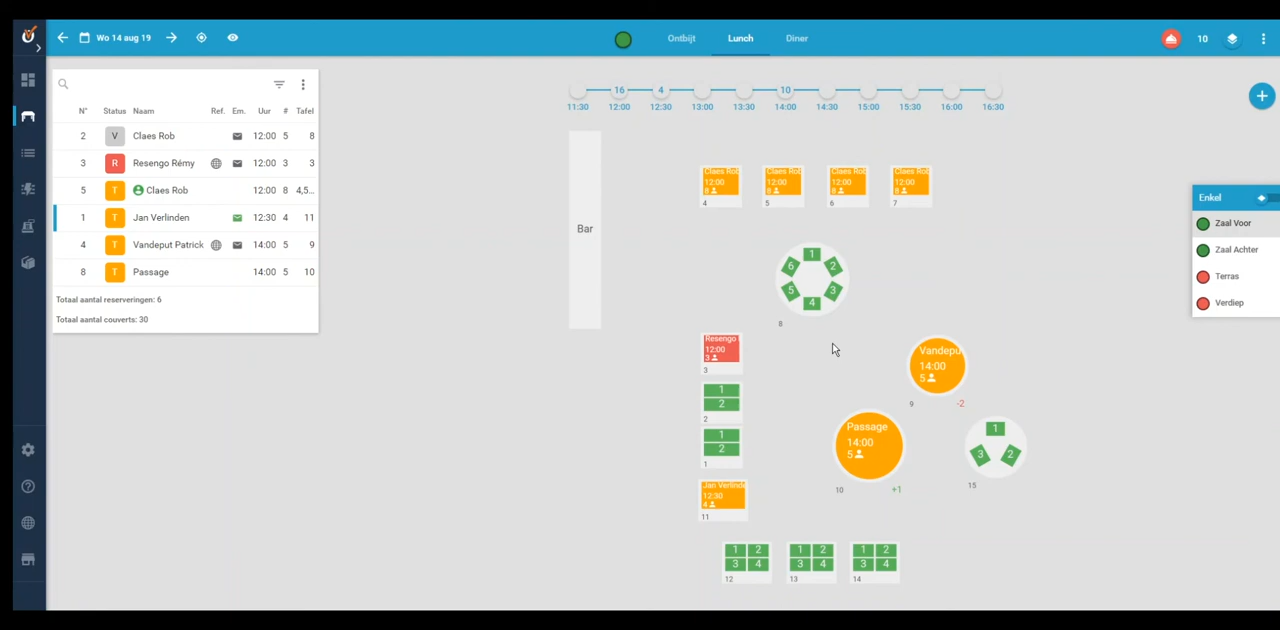 Wo 14 aug 19
Ontbijt Lunch Diner
10
N° Status Naam Ref. Em. Uur # Tafel
2 V Claes Rob 12:00 5 8
3 R Resengo Rémy 12:00 3 3
5 T Claes Rob 12:00 8 4,5...
1 T Jan Verlinden 12:30 4 11
4 T Vandeput Patrick 14:00 5 9
8 T Passage 14:00 5 10
Totaal aantal reserveringen: 6
Totaal aantal couverts: 30
16 4 10
11:30 12:00 12:30 13:00 13:30 14:00 14:30 15:00 15:30 16:00 16:30
Bar
Claes Rob Claes Rob Claes Rob Claes Rob
12:00 12:00 12:00 12:00
8 8 8 8
4 5 6 7
1
6 2
5 3
4
8
Resengo
12:00
3
3
1
2
2
1
2
1
Jan Verlinde
12:30
4
11
Vandepu
14:00
5
9 -2
Passage
14:00
5
10 +1
1
3 2
15
1 2 1 2 1 2
3 4 3 4 3 4
12 13 14
Enkel
Zaal Voor
Zaal Achter
Terras
Verdiep